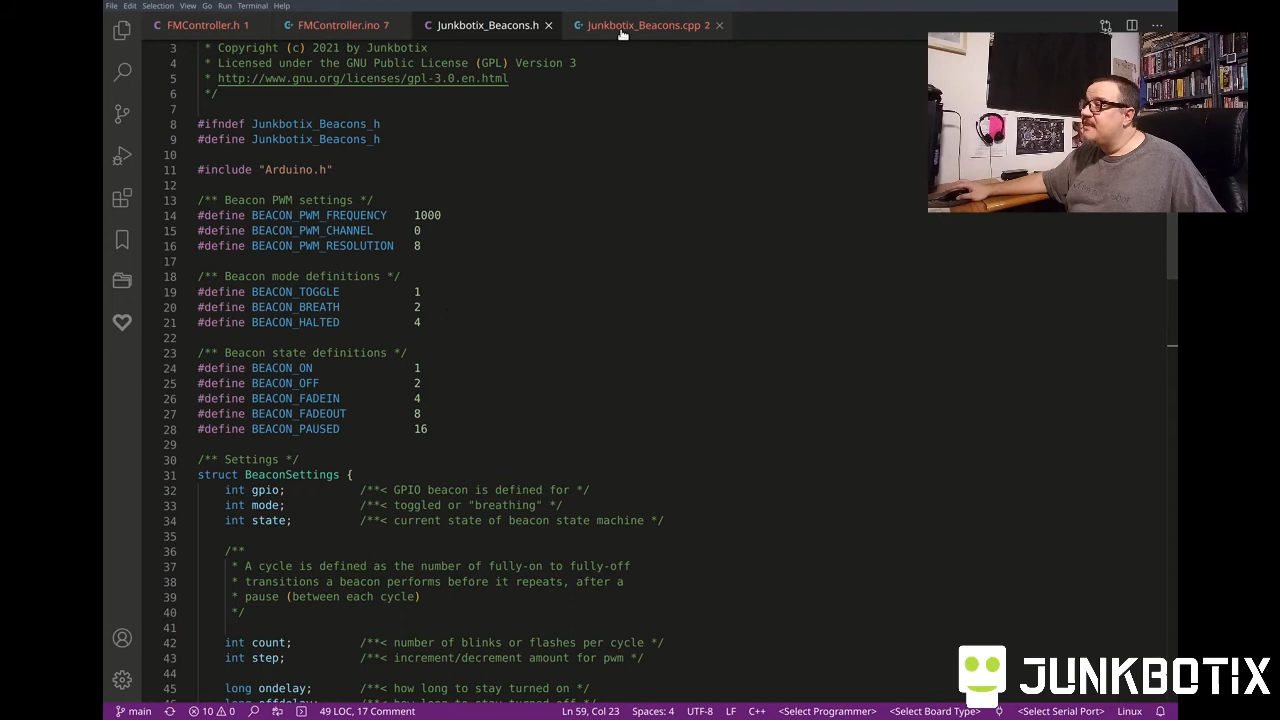 File Edit Selection View Go Run Terminal Help
FMController.h 1
FMController.ino 7
Junkbotix_Beacons.h
Junkbotix_Beacons.cpp 2
3 * Copyright (c) 2021 by Junkbotix
4 * Licensed under the GNU Public License (GPL) Version 3
5 * http://www.gnu.org/licenses/gpl-3.0.en.html
6 */
7
8 #ifndef Junkbotix_Beacons_h
9 #define Junkbotix_Beacons_h
10
11 #include "Arduino.h"
12
13 /** Beacon PWM settings */
14 #define BEACON_PWM_FREQUENCY 1000
15 #define BEACON_PWM_CHANNEL 0
16 #define BEACON_PWM_RESOLUTION 8
17
18 /** Beacon mode definitions */
19 #define BEACON_TOGGLE 1
20 #define BEACON_BREATH 2
21 #define BEACON_HALTED 4
22
23 /** Beacon state definitions */
24 #define BEACON_ON 1
25 #define BEACON_OFF 2
26 #define BEACON_FADEIN 4
27 #define BEACON_FADEOUT 8
28 #define BEACON_PAUSED 16
29
30 /** Settings */
31 struct BeaconSettings {
32 int gpio; /**< GPIO beacon is defined for */
33 int mode; /**< toggled or "breathing" */
34 int state; /**< current state of beacon state machine */
35
36 /**
37 * A cycle is defined as the number of fully-on to fully-off
38 * transitions a beacon performs before it repeats, after a
39 * pause (between each cycle)
40 */
41
42 int count; /**< number of blinks or flashes per cycle */
43 int step; /**< increment/decrement amount for pwm */
44
45 long ondelay; /**< how long to stay turned on */
JUNKBOTIX
main 10 0 49 LOC, 17 Comment Ln 59, Col 23 Spaces: 4 UTF-8 LF C++ <Select Programmer> <Select Board Type> <Select Serial Port> Linux